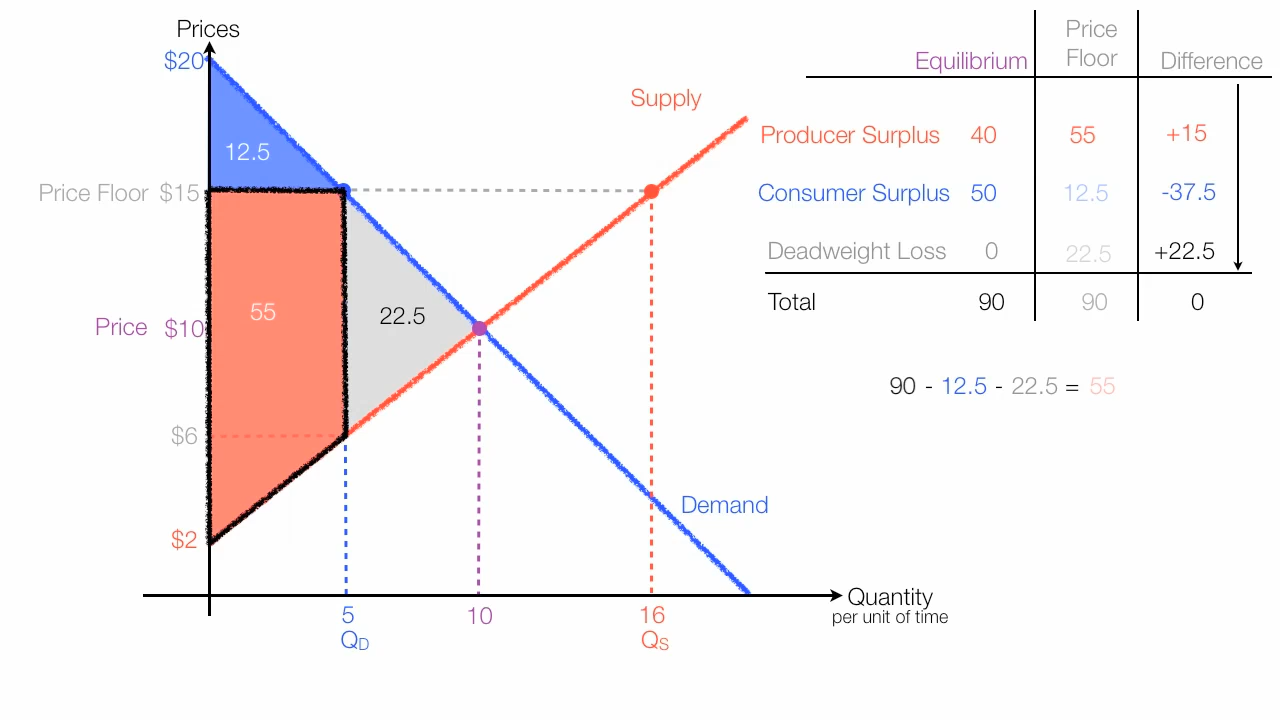 Prices
$20
12.5
Price Floor $15
55
22.5
Price $10
$6
$2
Supply
Demand
5
10
16
QD
QS
Quantity
per unit of time
Equilibrium Price Floor Difference
Producer Surplus 40 55 +15
Consumer Surplus 50 12.5 -37.5
Deadweight Loss 0 22.5 +22.5
Total 90 90 0
90 - 12.5 - 22.5 = 55